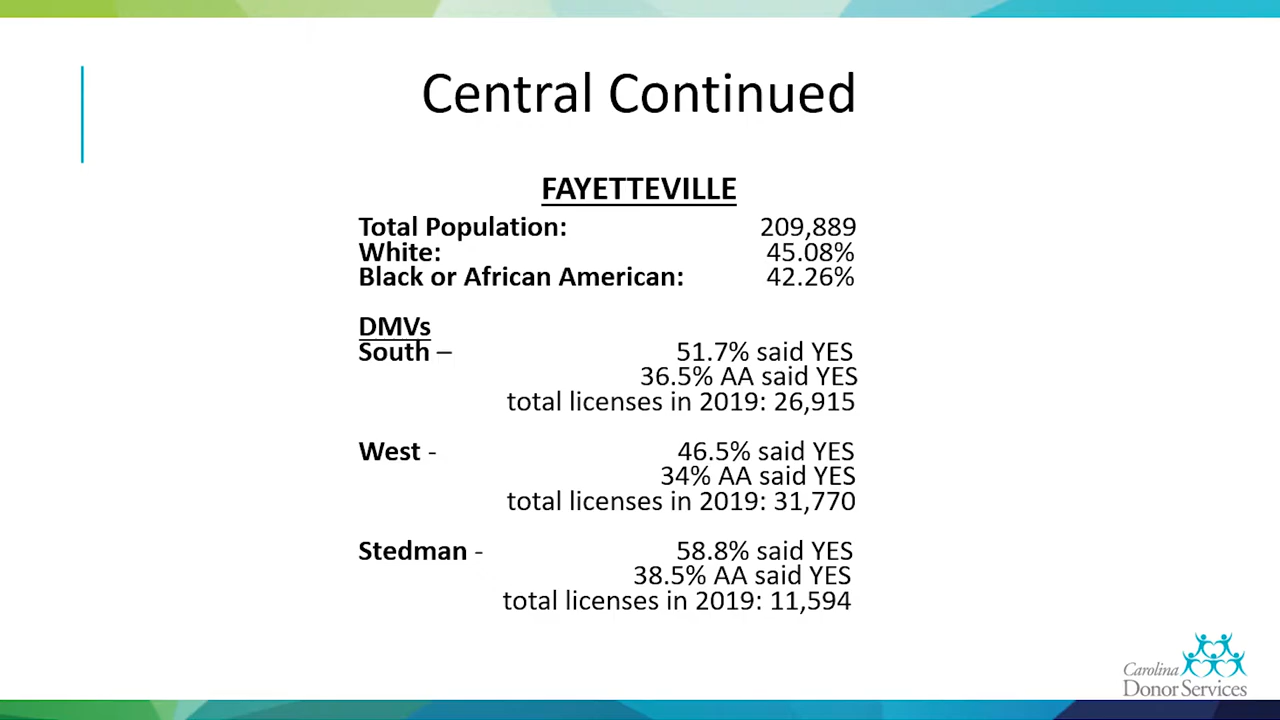 Central Continued
FAYETTEVILLE
Total Population: 209,889
White: 45.08%
Black or African American: 42.26%
DMVs
South – 51.7% said YES
36.5% AA said YES
total licenses in 2019: 26,915
West - 46.5% said YES
34% AA said YES
total licenses in 2019: 31,770
Stedman - 58.8% said YES
38.5% AA said YES
total licenses in 2019: 11,594
Carolina
Donor Services